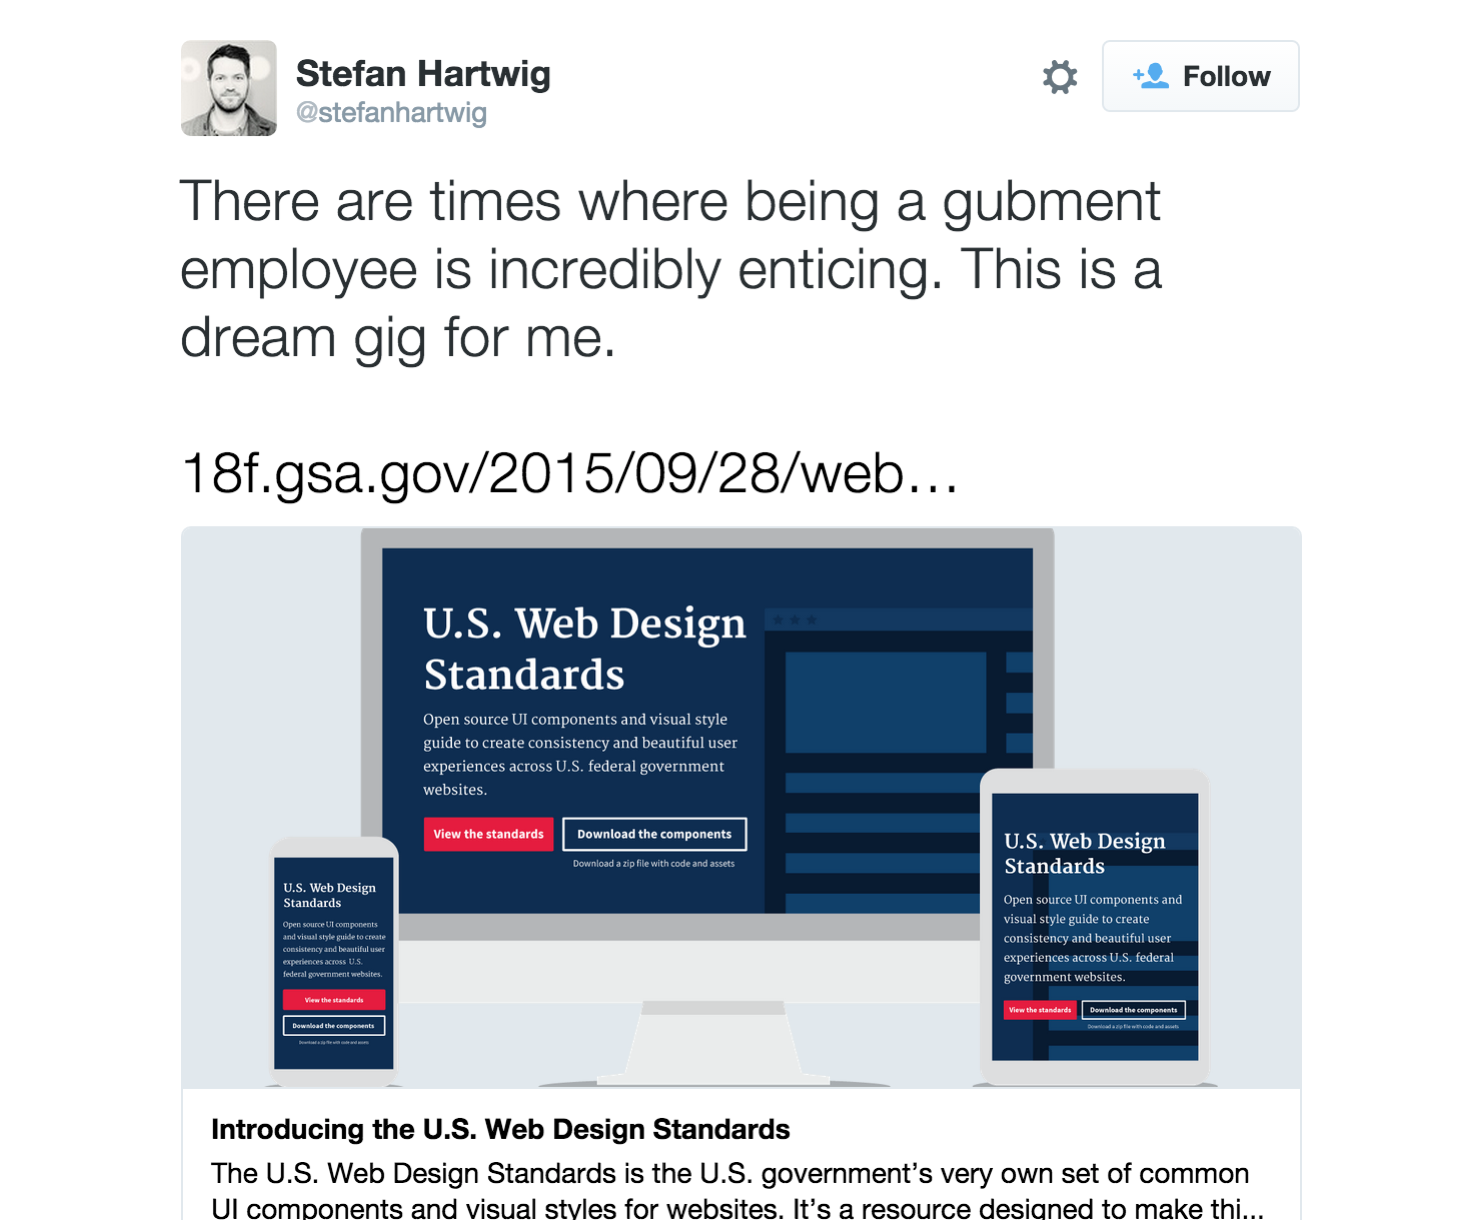 Stefan Hartwig
@stefanhartwig
Follow
There are times where being a gubment
employee is incredibly enticing. This is a
dream gig for me.
18f.gsa.gov/2015/09/28/web…
U.S. Web Design
Standards
Open source UI components and visual style
guide to create consistency and beautiful user
experiences across U.S. federal government
websites.
View the standards
Download the components
Download a zip file with code and assets
U.S. Web Design
Standards
Open source UI components
and visual style guide to create
consistency and beautiful user
experiences across U.S.
federal government websites.
View the standards
Download the components
Download a zip file with code and assets
U.S. Web Design
Standards
Open source UI components and
visual style guide to create
consistency and beautiful user
experiences across U.S. federal
government websites.
View the standards
Download the components
Download a zip file with code and assets
Introducing the U.S. Web Design Standards
The U.S. Web Design Standards is the U.S. government’s very own set of common
UI components and visual styles for websites. It’s a resource designed to make thi...